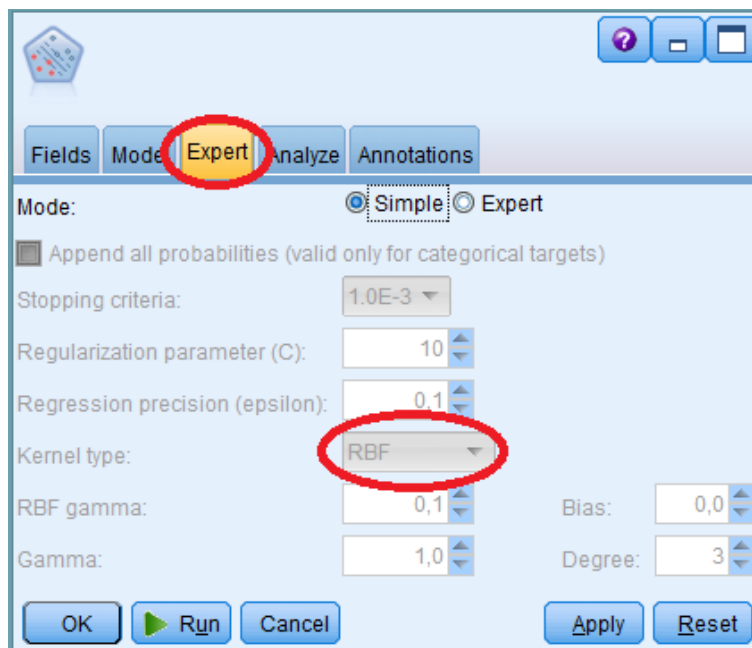 ?
Fields Model Expert Analyze Annotations
Mode: Simple Expert
Append all probabilities (valid only for categorical targets)
Stopping criteria: 1.0E-3
Regularization parameter (C): 10
Regression precision (epsilon): 0,1
Kernel type: RBF
RBF gamma: 0,1 Bias: 0,0
Gamma: 1,0 Degree: 3
OK Run Cancel Apply Reset